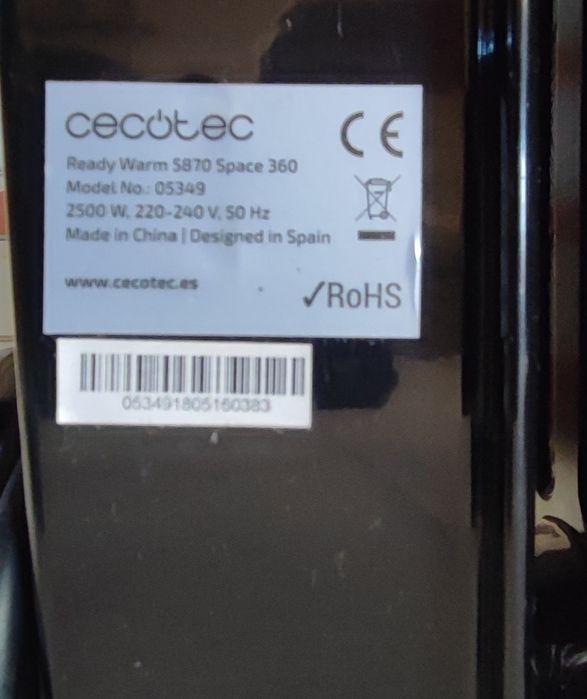 cecotec
CE
Ready Warm 5870 Space 360
Model No.: 05349
2500 W, 220-240 V, 50 Hz
Made in China | Designed in Spain
www.cecotec.es
✓RoHS
053491805160383